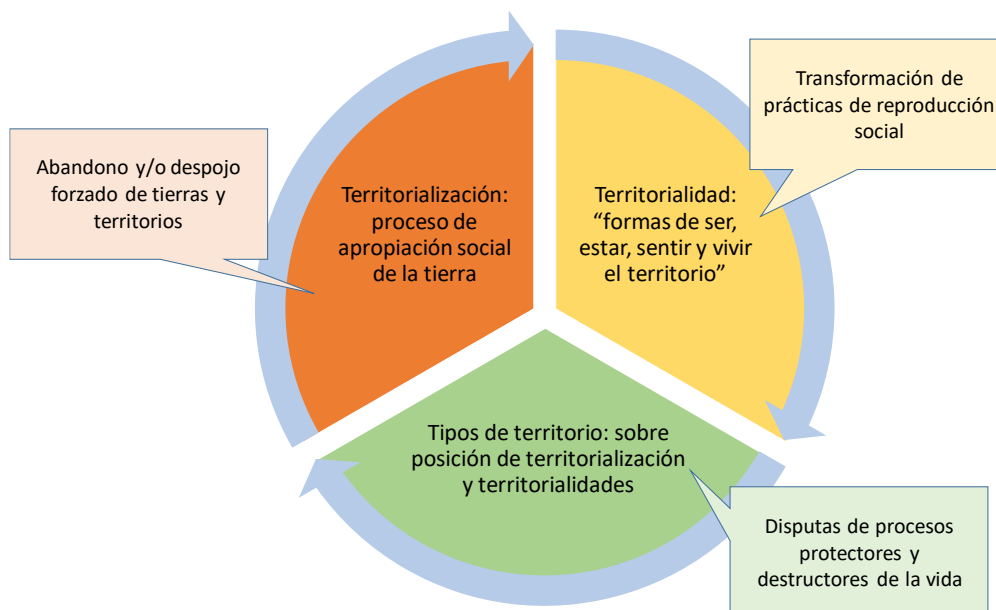 Transformación de
prácticas de reproducción
social
Abandono y/o despojo
forzado de tierras y
territorios
Territorialización:
proceso de
apropiación social
de la tierra
Territorialidad:
“formas de ser,
estar, sentir y vivir
el territorio”
Tipos de territorio: sobre
posición de territorialización
y territorialidades
Disputas de procesos
protectores y
destructores de la vida